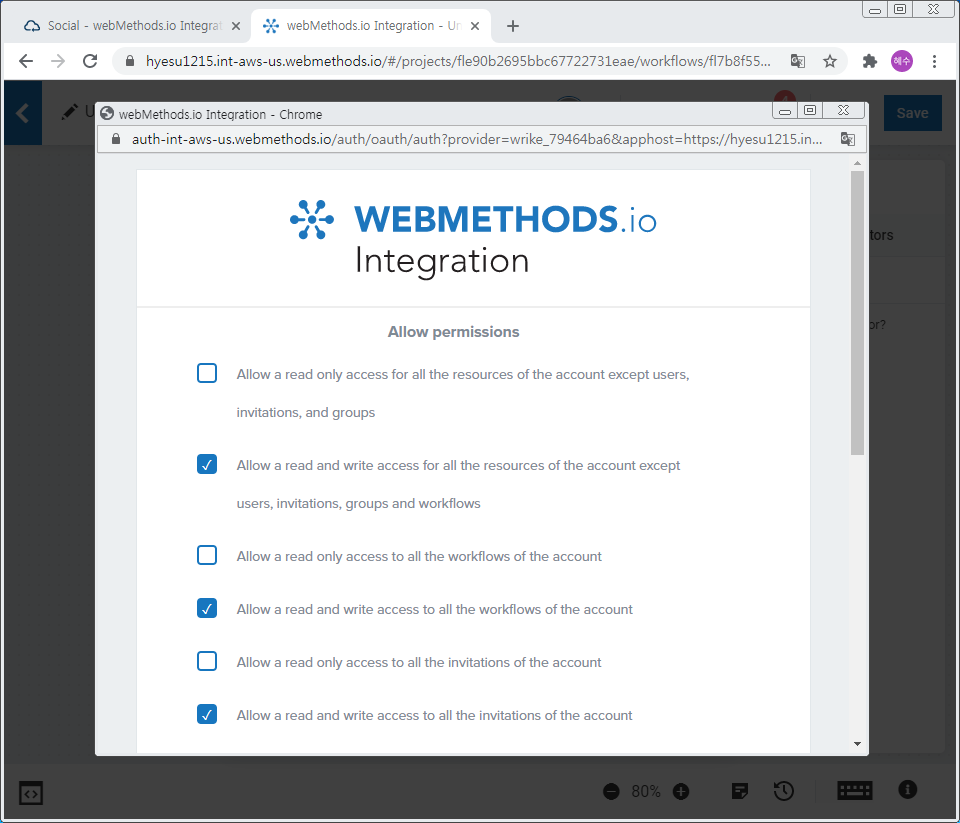 Social - webMethods.io Integrat
webMethods.io Integration - Un
hyesu1215.int-aws-us.webmethods.io/#/projects/fle90b2695bbc67722731eae/workflows/fl7b8f55...
혜수
U
Save
webMethods.io Integration - Chrome
auth-int-aws-us.webmethods.io/auth/oauth/auth?provider=wrike_79464ba6&apphost=https://hyesu1215.in...
WEBMETHODS.io
Integration
tors
or?
Allow permissions
Allow a read only access for all the resources of the account except users,
invitations, and groups
Allow a read and write access for all the resources of the account except
users, invitations, groups and workflows
Allow a read only access to all the workflows of the account
Allow a read and write access to all the workflows of the account
Allow a read only access to all the invitations of the account
Allow a read and write access to all the invitations of the account
80%